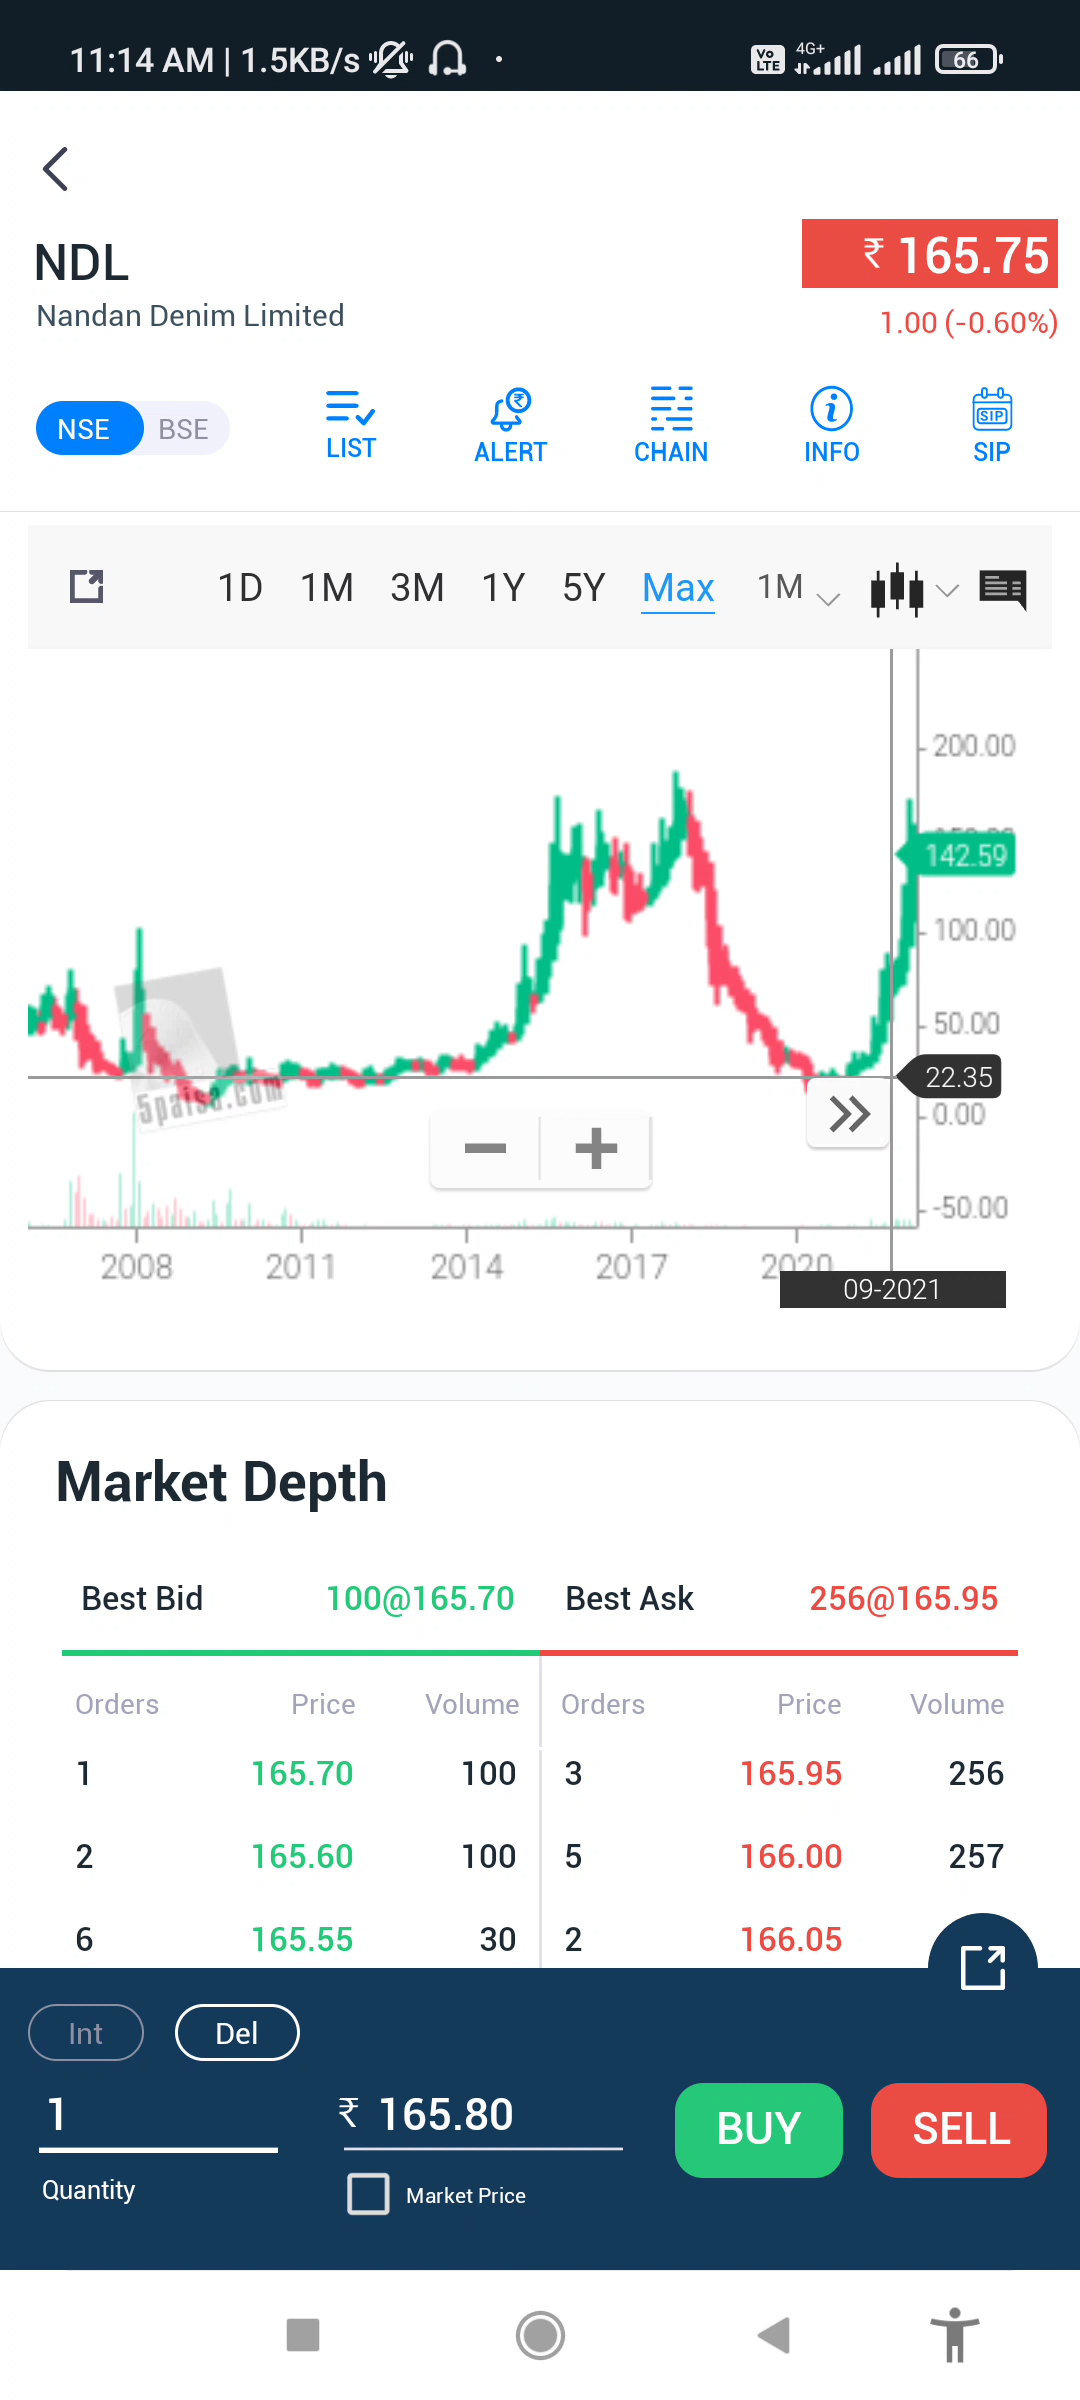 11:14 AM | 1.5KB/s
Vo LTE 4G+ 66
NDL
₹ 165.75
Nandan Denim Limited
1.00 (-0.60%)
NSE BSE
LIST ALERT CHAIN INFO SIP
1D 1M 3M 1Y 5Y Max 1M
200.00
142.59
100.00
50.00
22.35
0.00
-50.00
5paisa.com
2008 2011 2014 2017 2020
09-2021
Market Depth
Best Bid 100@165.70 Best Ask 256@165.95
Orders Price Volume Orders Price Volume
1 165.70 100 3 165.95 256
2 165.60 100 5 166.00 257
6 165.55 30 2 166.05
Int Del
1 ₹ 165.80 BUY SELL
Quantity Market Price